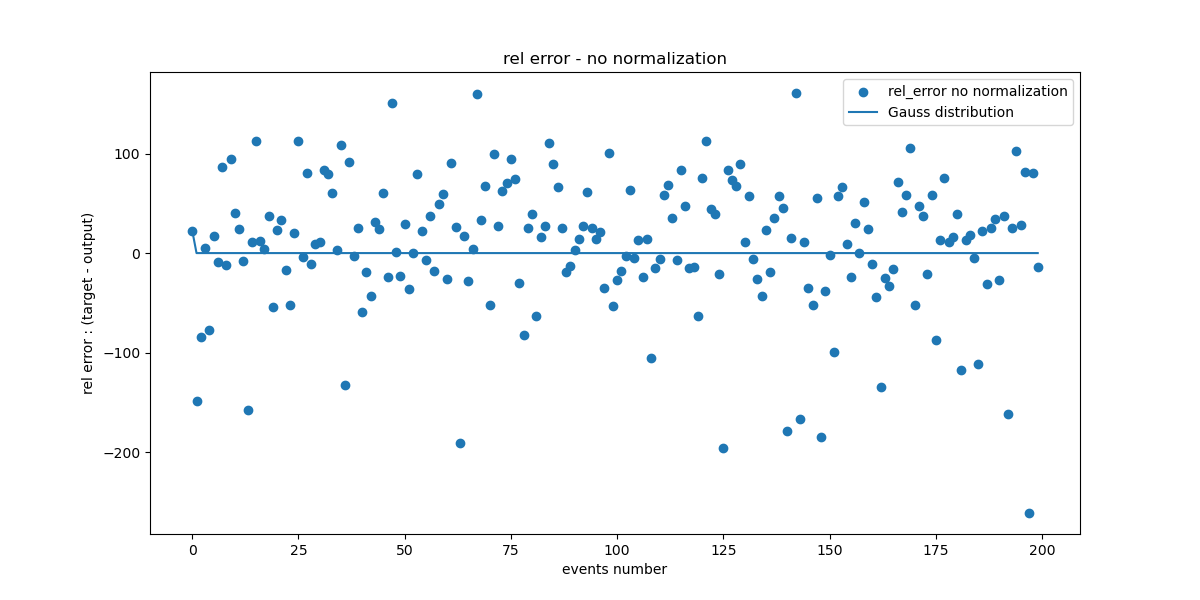 rel error - no normalization
rel_error no normalization
Gauss distribution
rel error : (target - output)
100
0
−100
−200
0
25
50
75
100
125
150
175
200
events number